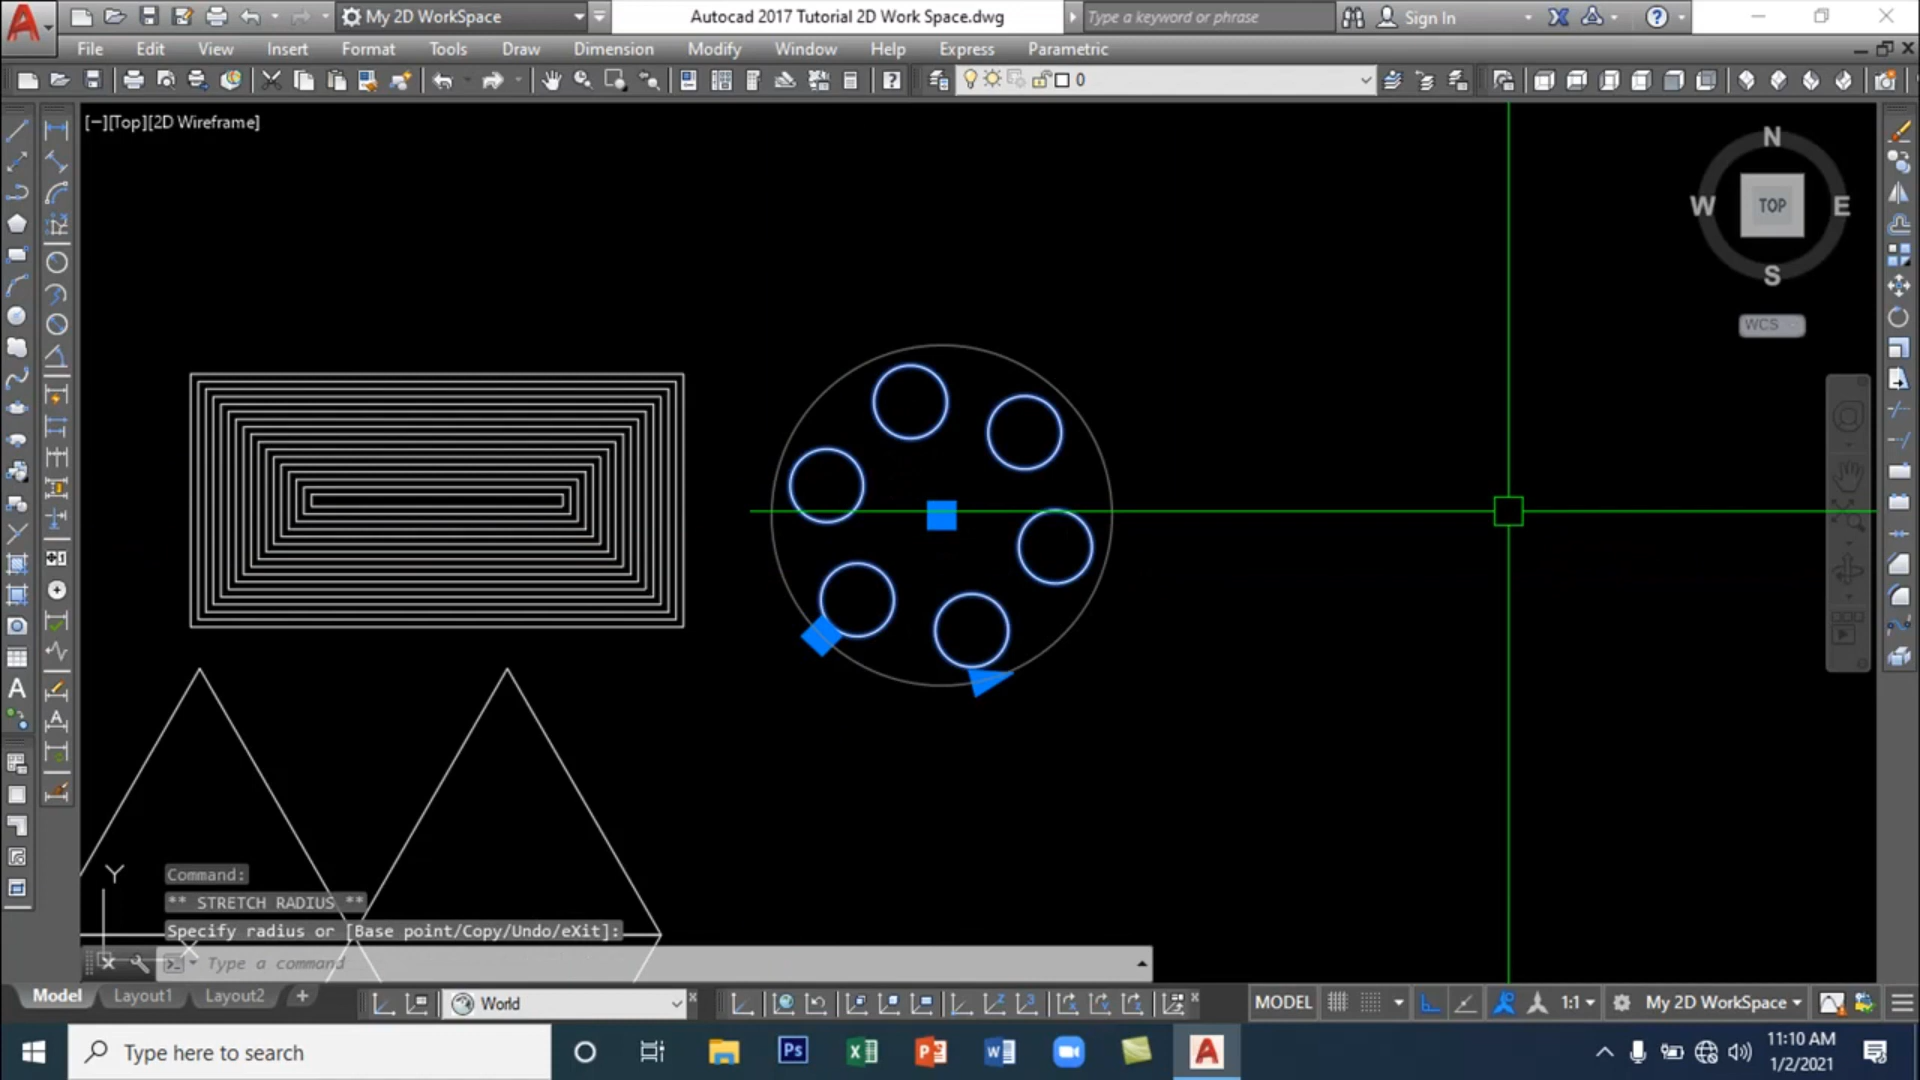 My 2D WorkSpace
Autocad 2017 Tutorial 2D Work Space.dwg
Type a keyword or phrase
Sign In
File Edit View Insert Format Tools Draw Dimension Modify Window Help Express Parametric
0
[−][Top][2D Wireframe]
N
W TOP E
S
WCS
A
A
Y
Command:
** STRETCH RADIUS **
Specify radius or [Base point/Copy/Undo/eXit]:
X
Type a command
Model Layout1 Layout2 +
World
MODEL
1:1
My 2D WorkSpace
Type here to search
Ps
A
11:10 AM
1/2/2021